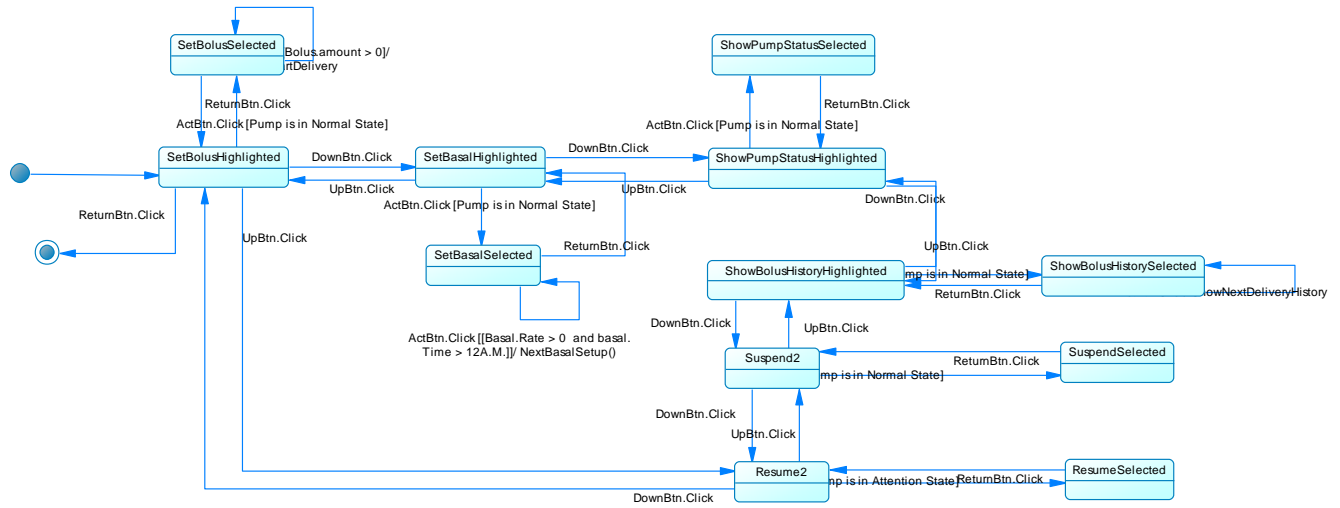 SetBolusSelected
Bolus.amount > 0]/
rtDelivery
ReturnBtn.Click
ActBtn.Click [Pump is in Normal State]
SetBolusHighlighted
ReturnBtn.Click
UpBtn.Click
DownBtn.Click
UpBtn.Click
SetBasalHighlighted
ActBtn.Click [Pump is in Normal State]
SetBasalSelected
ReturnBtn.Click
ActBtn.Click [[Basal.Rate > 0 and basal.
Time > 12A.M.]]/ NextBasalSetup()
DownBtn.Click
UpBtn.Click
ShowPumpStatusSelected
ReturnBtn.Click
ActBtn.Click [Pump is in Normal State]
ShowPumpStatusHighlighted
DownBtn.Click
UpBtn.Click
ShowBolusHistoryHighlighted
mp is in Normal State]
ReturnBtn.Click
ShowBolusHistorySelected
owNextDeliveryHistory
DownBtn.Click
UpBtn.Click
Suspend2
mp is in Normal State]
ReturnBtn.Click
SuspendSelected
DownBtn.Click
UpBtn.Click
Resume2
mp is in Attention State]
ReturnBtn.Click
ResumeSelected
DownBtn.Click